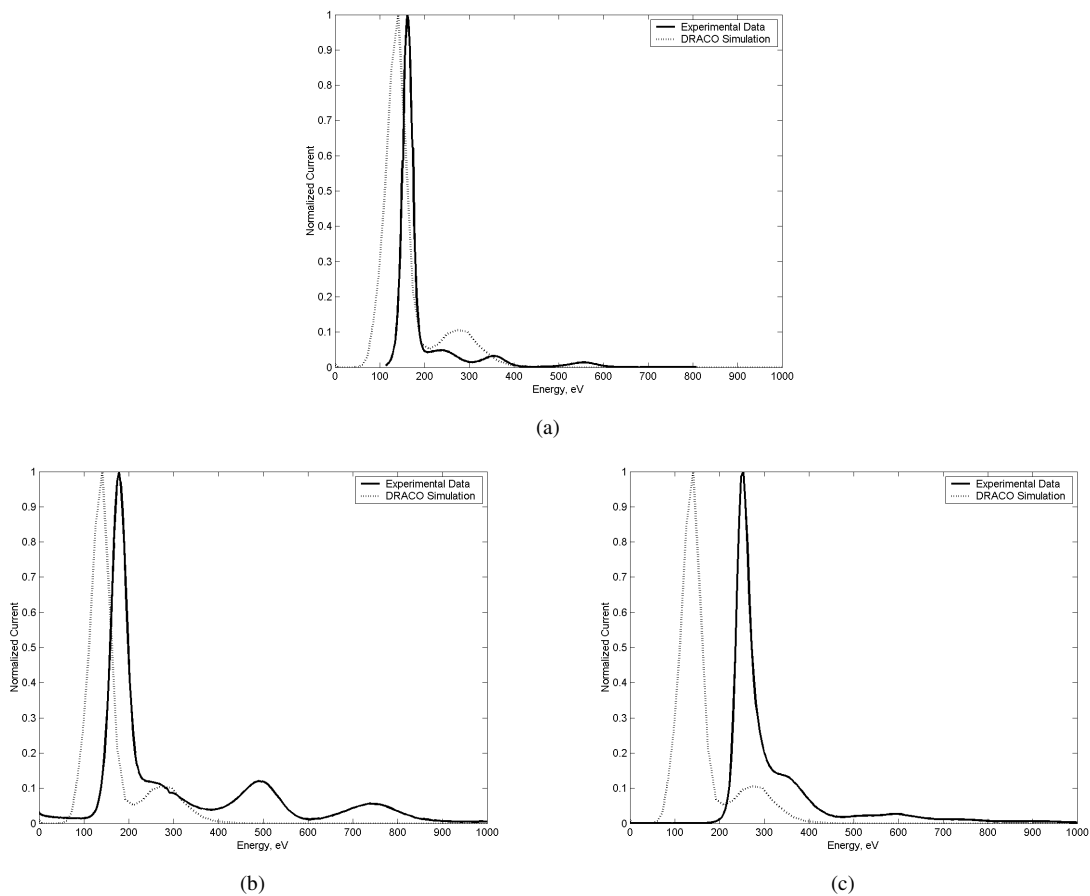 1
0.9
0.8
0.7
0.6
0.5
0.4
0.3
0.2
0.1
0
Normalized Current
Experimental Data
DRACO Simulation
0 100 200 300 400 500 600 700 800 900 1000
Energy, eV
(a)
1
0.9
0.8
0.7
0.6
0.5
0.4
0.3
0.2
0.1
0
Normalized Current
Experimental Data
DRACO Simulation
0 100 200 300 400 500 600 700 800 900 1000
Energy, eV
(b)
1
0.9
0.8
0.7
0.6
0.5
0.4
0.3
0.2
0.1
0
Normalized Current
Experimental Data
DRACO Simulation
0 100 200 300 400 500 600 700 800 900 1000
Energy, eV
(c)